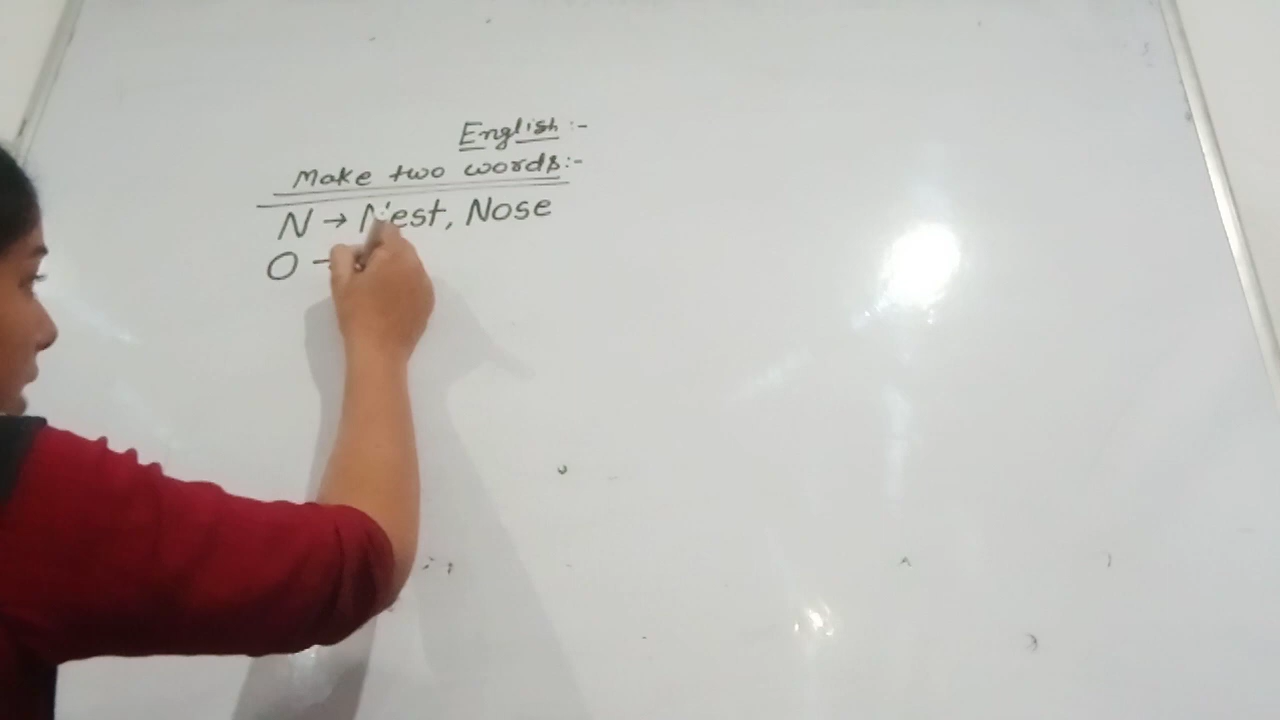 English :-
Make two words:-
N → Nest, Nose
O →